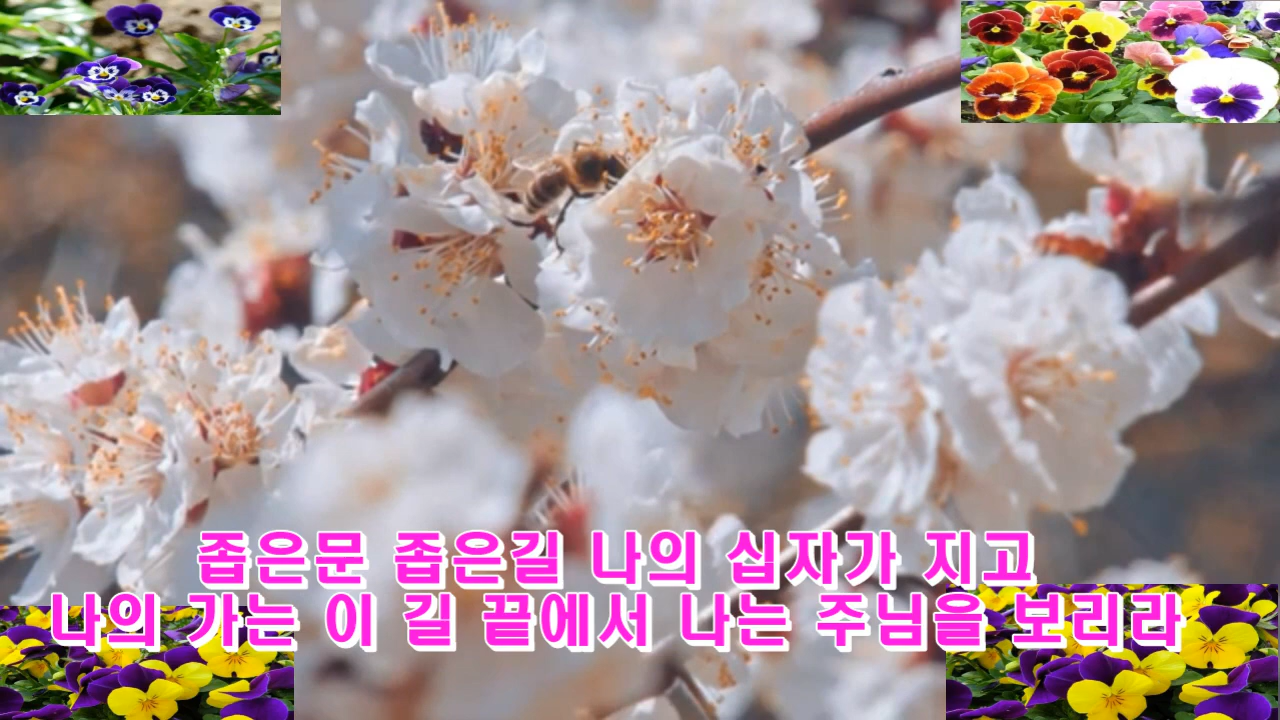 좁은문 좁은길 나의 십자가 지고
나의 가는 이 길 끝에서 나는 주님을 보리라